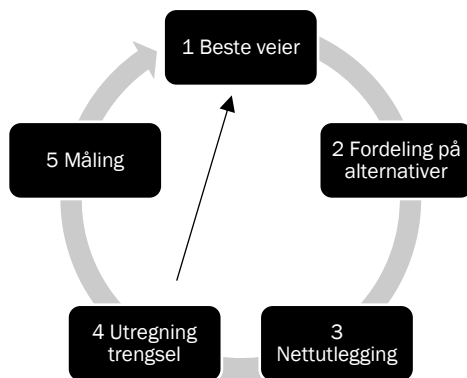 1 Beste veier
2 Fordeling på
alternativer
3
Nettutlegging
4 Utregning
trengsel
5 Måling